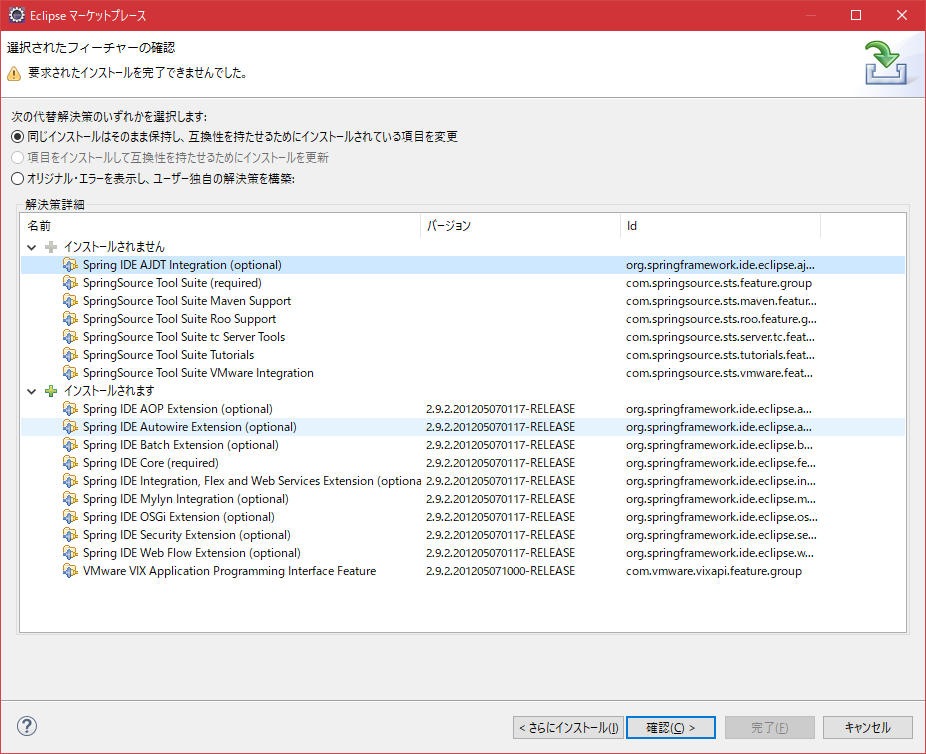 Eclipse マーケットプレース
選択されたフィーチャーの確認
要求されたインストールを完了できませんでした。
次の代替解決策のいずれかを選択します:
同じインストールはそのまま保持し、互換性を持たせるためにインストールされている項目を変更
項目をインストールして互換性を持たせるためにインストールを更新
オリジナル・エラーを表示し、ユーザー独自の解決策を構築:
解決策詳細
名前 バージョン Id
インストールされません
Spring IDE AJDT Integration (optional) org.springframework.ide.eclipse.aj...
SpringSource Tool Suite (required) com.springsource.sts.feature.group
SpringSource Tool Suite Maven Support com.springsource.sts.maven.featur...
SpringSource Tool Suite Roo Support com.springsource.sts.roo.feature.g...
SpringSource Tool Suite tc Server Tools com.springsource.sts.server.tc.feat...
SpringSource Tool Suite Tutorials com.springsource.sts.tutorials.feat...
SpringSource Tool Suite VMware Integration com.springsource.sts.vmware.feat...
インストールされます
Spring IDE AOP Extension (optional) 2.9.2.201205070117-RELEASE org.springframework.ide.eclipse.a...
Spring IDE Autowire Extension (optional) 2.9.2.201205070117-RELEASE org.springframework.ide.eclipse.a...
Spring IDE Batch Extension (optional) 2.9.2.201205070117-RELEASE org.springframework.ide.eclipse.b...
Spring IDE Core (required) 2.9.2.201205070117-RELEASE org.springframework.ide.eclipse.fe...
Spring IDE Integration, Flex and Web Services Extension (optiona 2.9.2.201205070117-RELEASE org.springframework.ide.eclipse.in...
Spring IDE Mylyn Integration (optional) 2.9.2.201205070117-RELEASE org.springframework.ide.eclipse.m...
Spring IDE OSGi Extension (optional) 2.9.2.201205070117-RELEASE org.springframework.ide.eclipse.os...
Spring IDE Security Extension (optional) 2.9.2.201205070117-RELEASE org.springframework.ide.eclipse.se...
Spring IDE Web Flow Extension (optional) 2.9.2.201205070117-RELEASE org.springframework.ide.eclipse.w...
VMware VIX Application Programming Interface Feature 2.9.2.201205071000-RELEASE com.vmware.vixapi.feature.group
< さらにインストール(I) 確認(C) > 完了(F) キャンセル